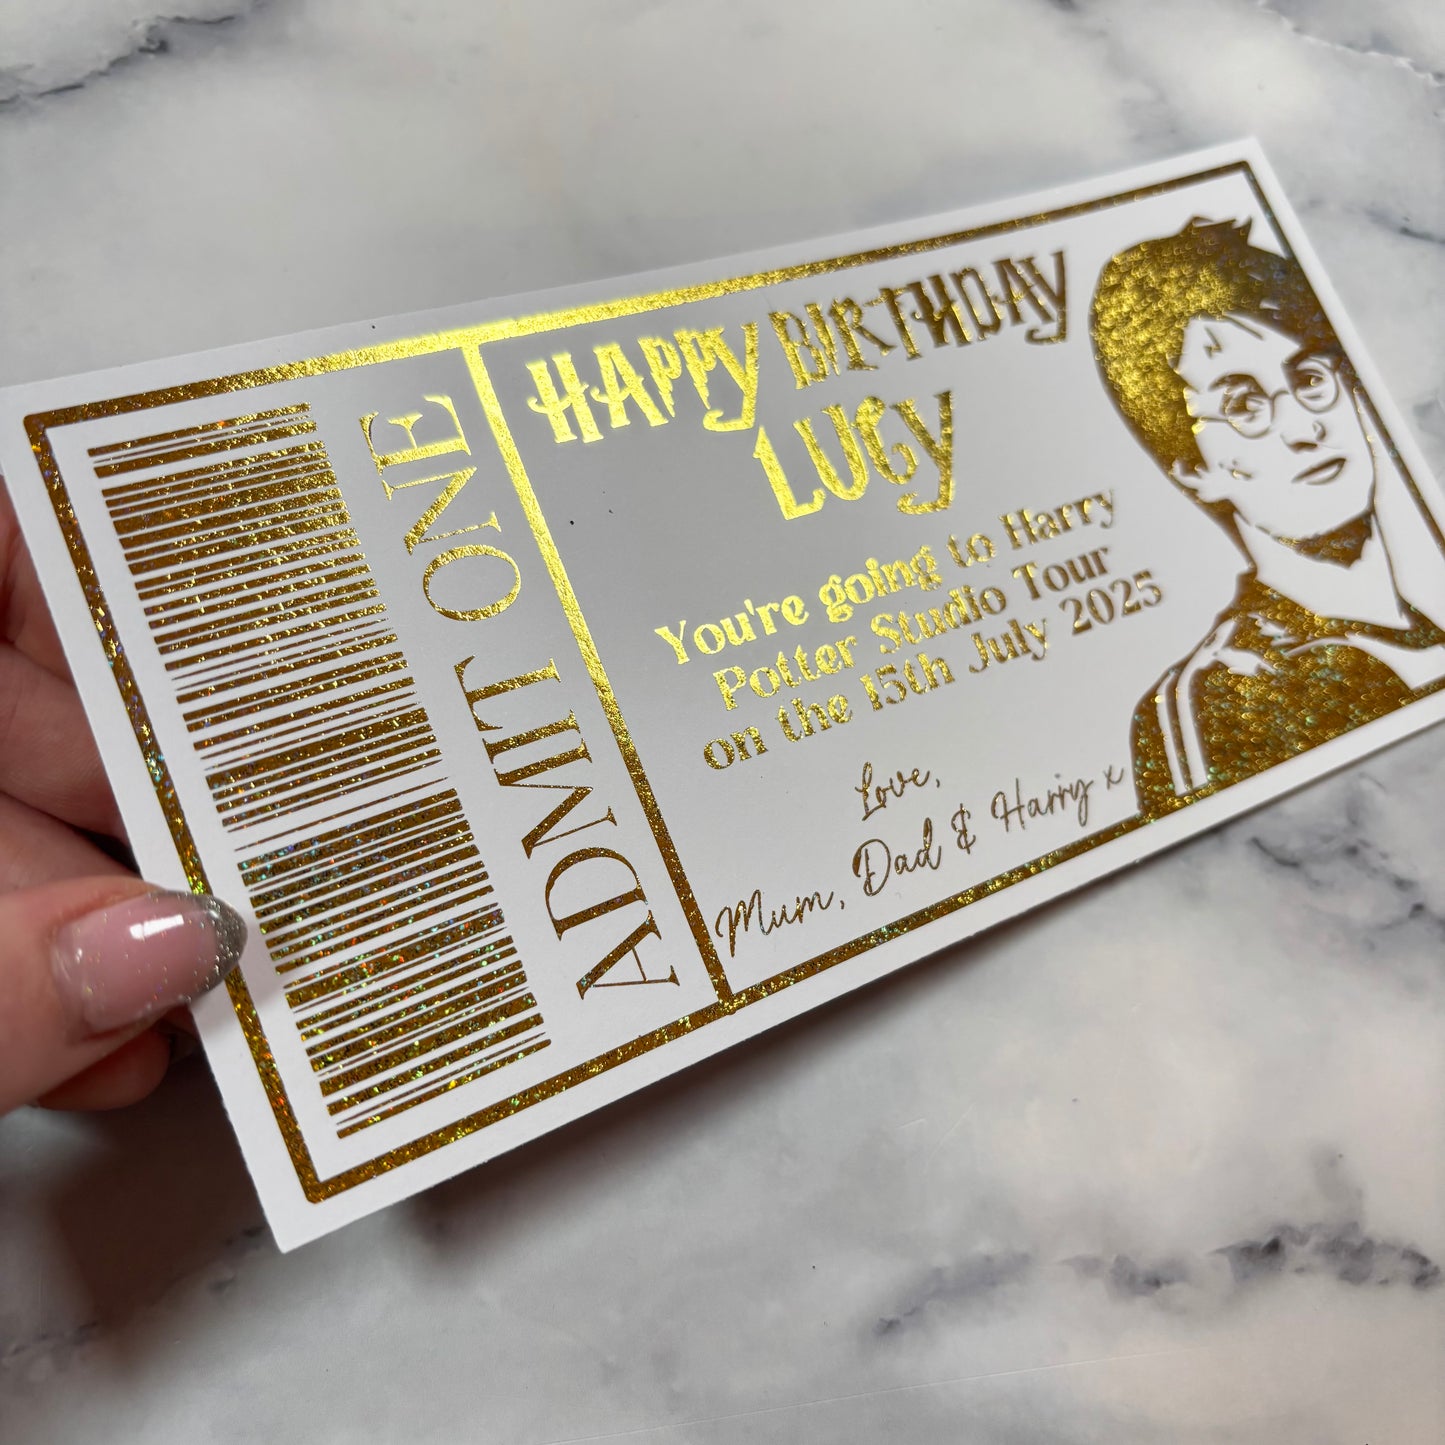 ADMIT ONE
HAPPY BIRTHDAY
LUCY
You're going to Harry
Potter Studio Tour
on the 15th July 2025
Love,
Mum, Dad & Harry x